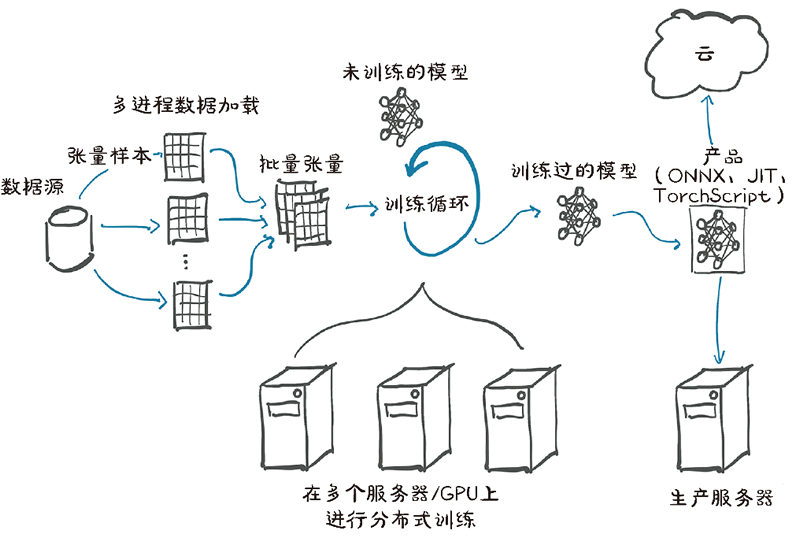 云
未训练的模型
多进程数据加载
张量样本
批量张量
训练过的模型
产品
（ONNX，JIT，
TorchScript）
数据源
训练循环
…
在多个服务器/GPU上
进行分布式训练
生产服务器